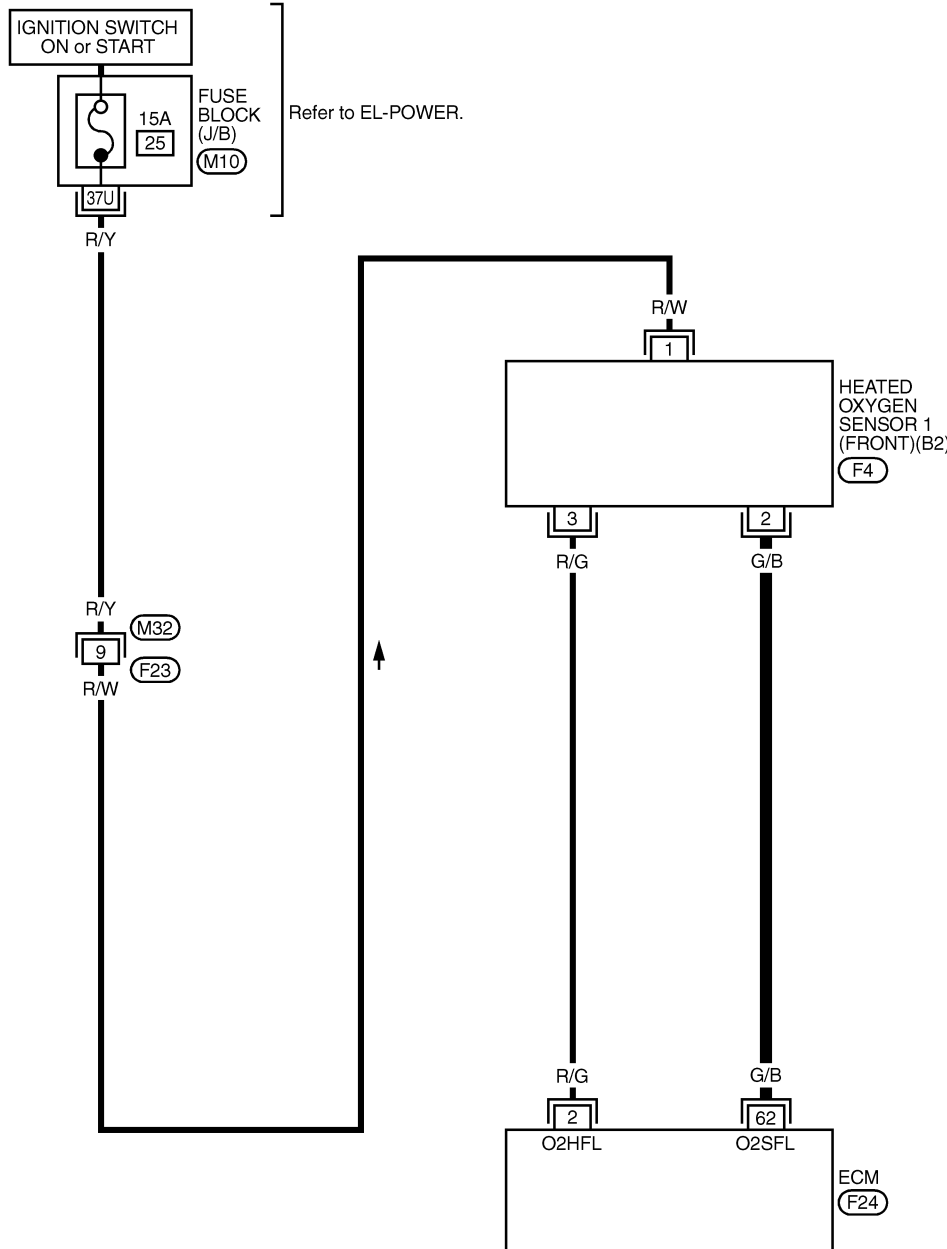 IGNITION SWITCH
ON or START
FUSE
BLOCK
(J/B)
M10
15A
25
Refer to EL-POWER.
37U
R/Y
R/W
1
HEATED
OXYGEN
SENSOR 1
(FRONT)(B2)
F4
3
2
R/G
G/B
R/Y
M32
9
F23
R/W
R/G
G/B
2
62
O2HFL
O2SFL
ECM
F24